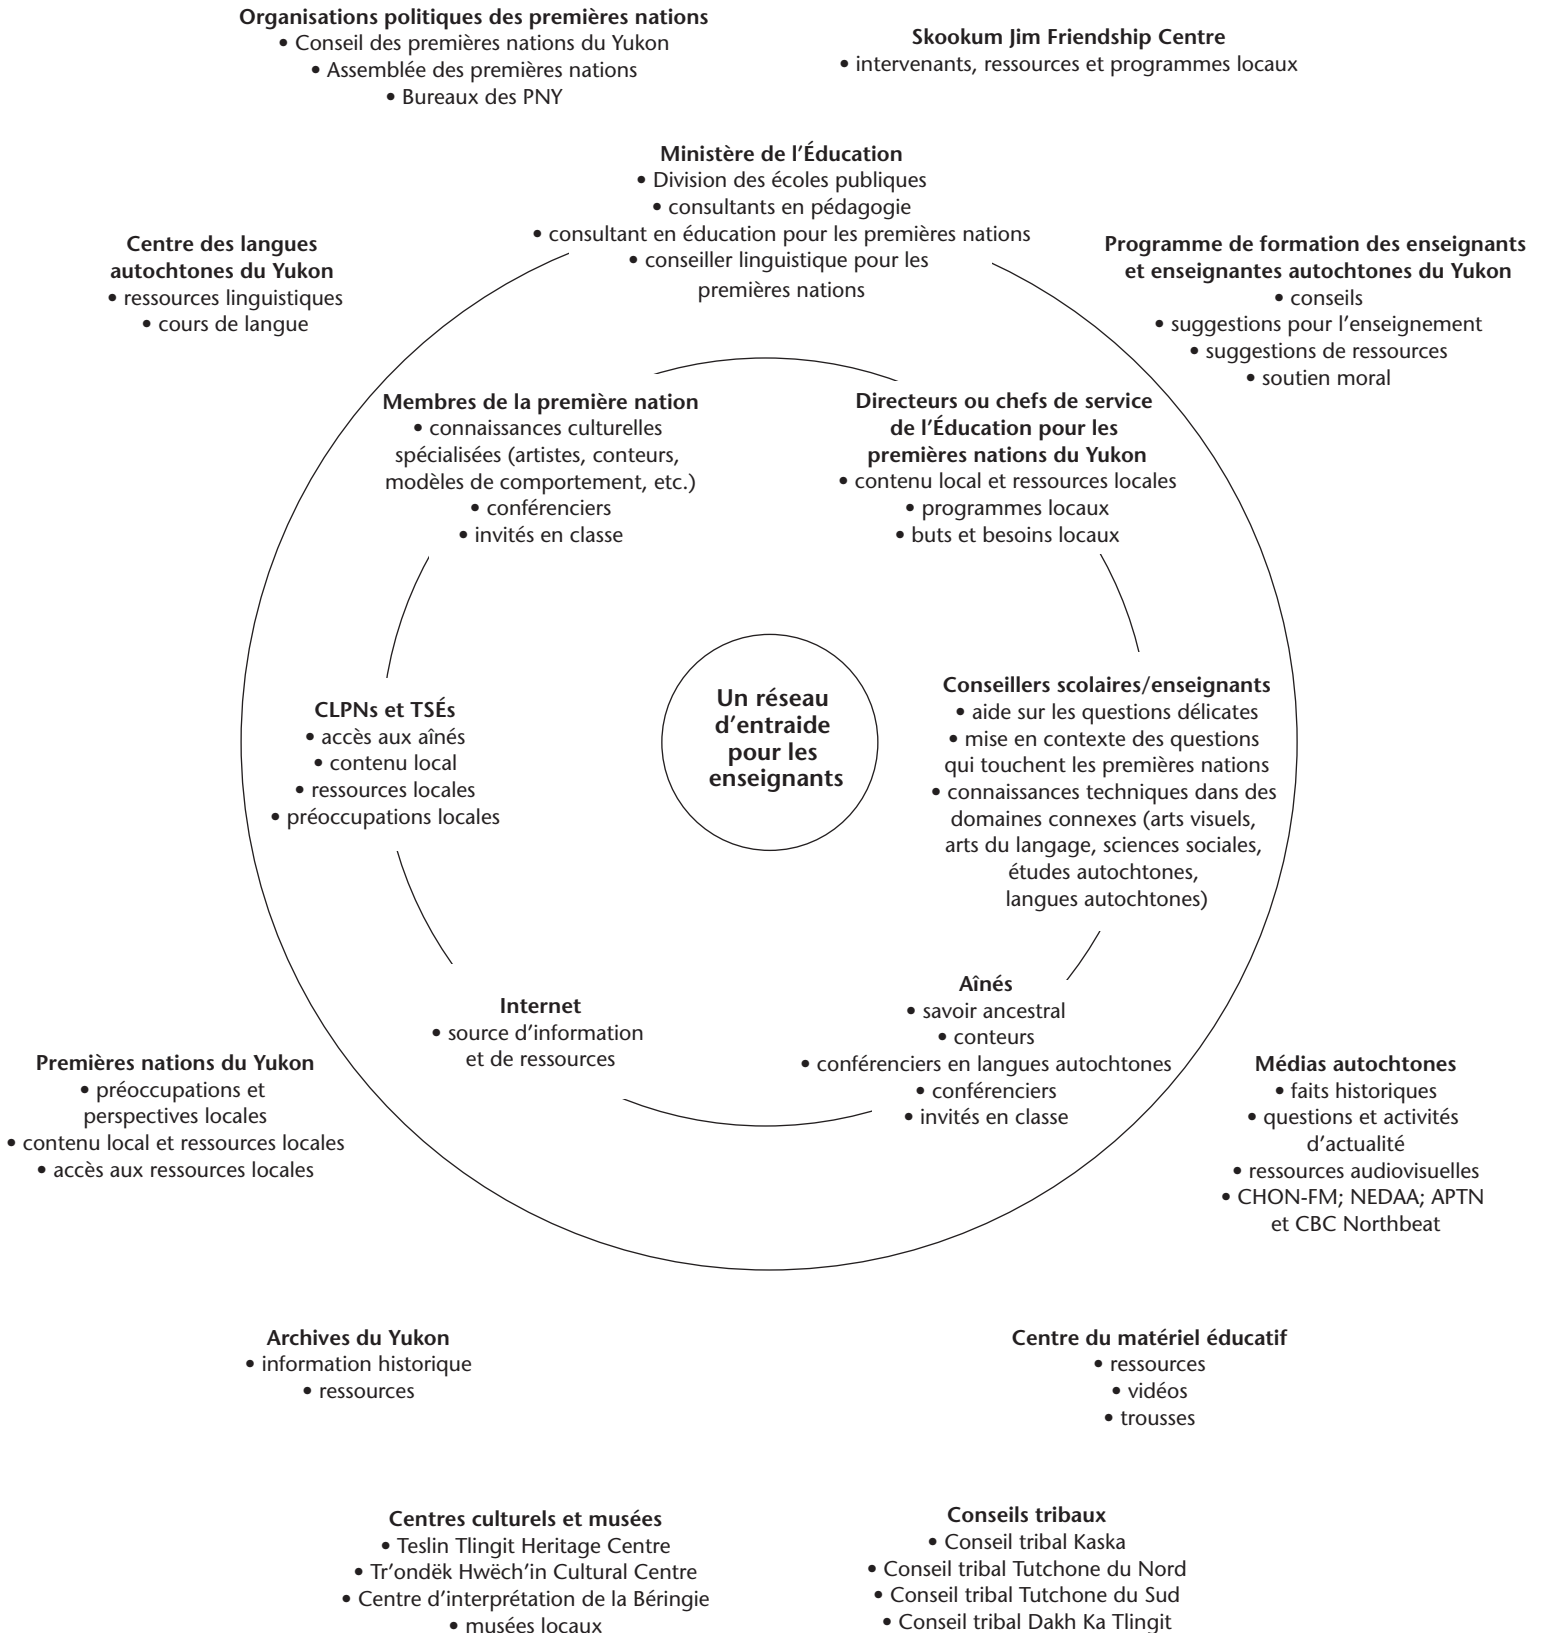 Organisations politiques des premières nations
• Conseil des premières nations du Yukon
• Assemblée des premières nations
• Bureaux des PNY
Skookum Jim Friendship Centre
• intervenants, ressources et programmes locaux
Ministère de l'Éducation
• Division des écoles publiques
• consultants en pédagogie
• consultant en éducation pour les premières nations
• conseiller linguistique pour les
premières nations
Centre des langues
autochtones du Yukon
• ressources linguistiques
• cours de langue
Programme de formation des enseignants
et enseignantes autochtones du Yukon
• conseils
• suggestions pour l'enseignement
• suggestions de ressources
• soutien moral
Membres de la première nation
• connaissances culturelles
spécialisées (artistes, conteurs,
modèles de comportement, etc.)
• conférenciers
• invités en classe
Directeurs ou chefs de service
de l'Éducation pour les
premières nations du Yukon
• contenu local et ressources locales
• programmes locaux
• buts et besoins locaux
CLPNs et TSÉs
• accès aux aînés
• contenu local
• ressources locales
• préoccupations locales
Un réseau
d'entraide
pour les
enseignants
Conseillers scolaires/enseignants
• aide sur les questions délicates
• mise en contexte des questions
qui touchent les premières nations
• connaissances techniques dans des
domaines connexes (arts visuels,
arts du langage, sciences sociales,
études autochtones,
langues autochtones)
Internet
• source d'information
et de ressources
Aînés
• savoir ancestral
• conteurs
• conférenciers en langues autochtones
• conférenciers
• invités en classe
Premières nations du Yukon
• préoccupations et
perspectives locales
• contenu local et ressources locales
• accès aux ressources locales
Médias autochtones
• faits historiques
• questions et activités
d'actualité
• ressources audiovisuelles
• CHON-FM; NEDAA; APTN
et CBC Northbeat
Archives du Yukon
• information historique
• ressources
Centre du matériel éducatif
• ressources
• vidéos
• trousses
Centres culturels et musées
• Teslin Tlingit Heritage Centre
• Tr'ondëk Hwëch'in Cultural Centre
• Centre d'interprétation de la Béringie
• musées locaux
Conseils tribaux
• Conseil tribal Kaska
• Conseil tribal Tutchone du Nord
• Conseil tribal Tutchone du Sud
• Conseil tribal Dakh Ka Tlingit